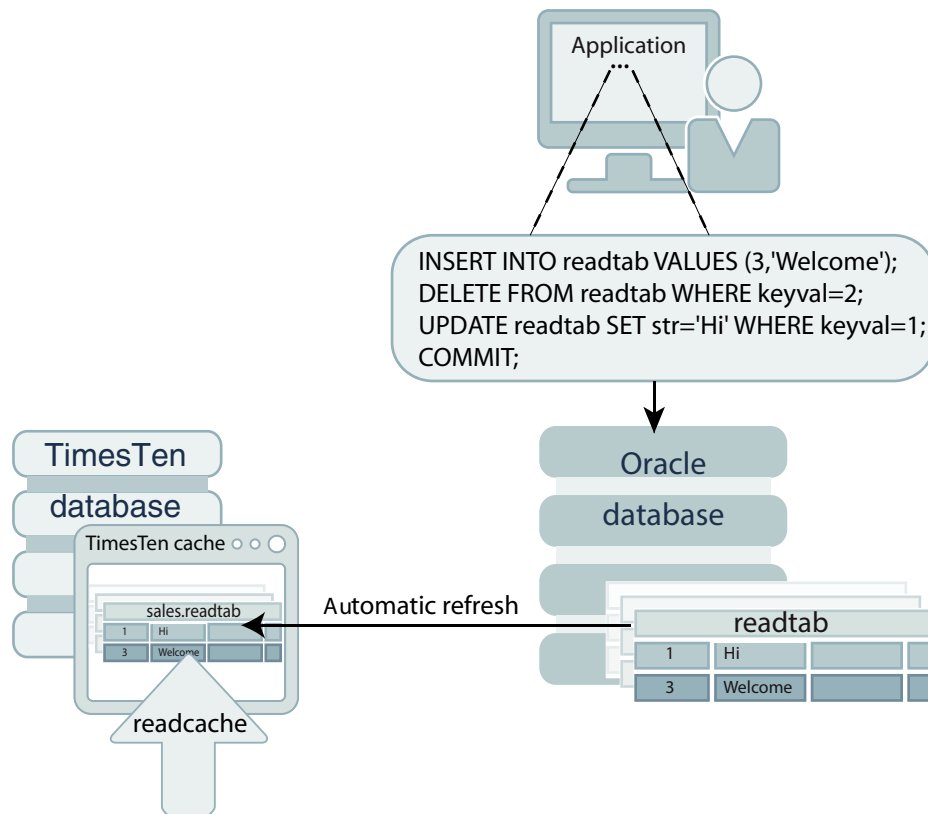 Application
...
INSERT INTO readtab VALUES (3,'Welcome');
DELETE FROM readtab WHERE keyval=2;
UPDATE readtab SET str='Hi' WHERE keyval=1;
COMMIT;
TimesTen
database
TimesTen cache
sales.readtab
1 Hi
3 Welcome
readcache
Automatic refresh
Oracle
database
readtab
1 Hi
3 Welcome